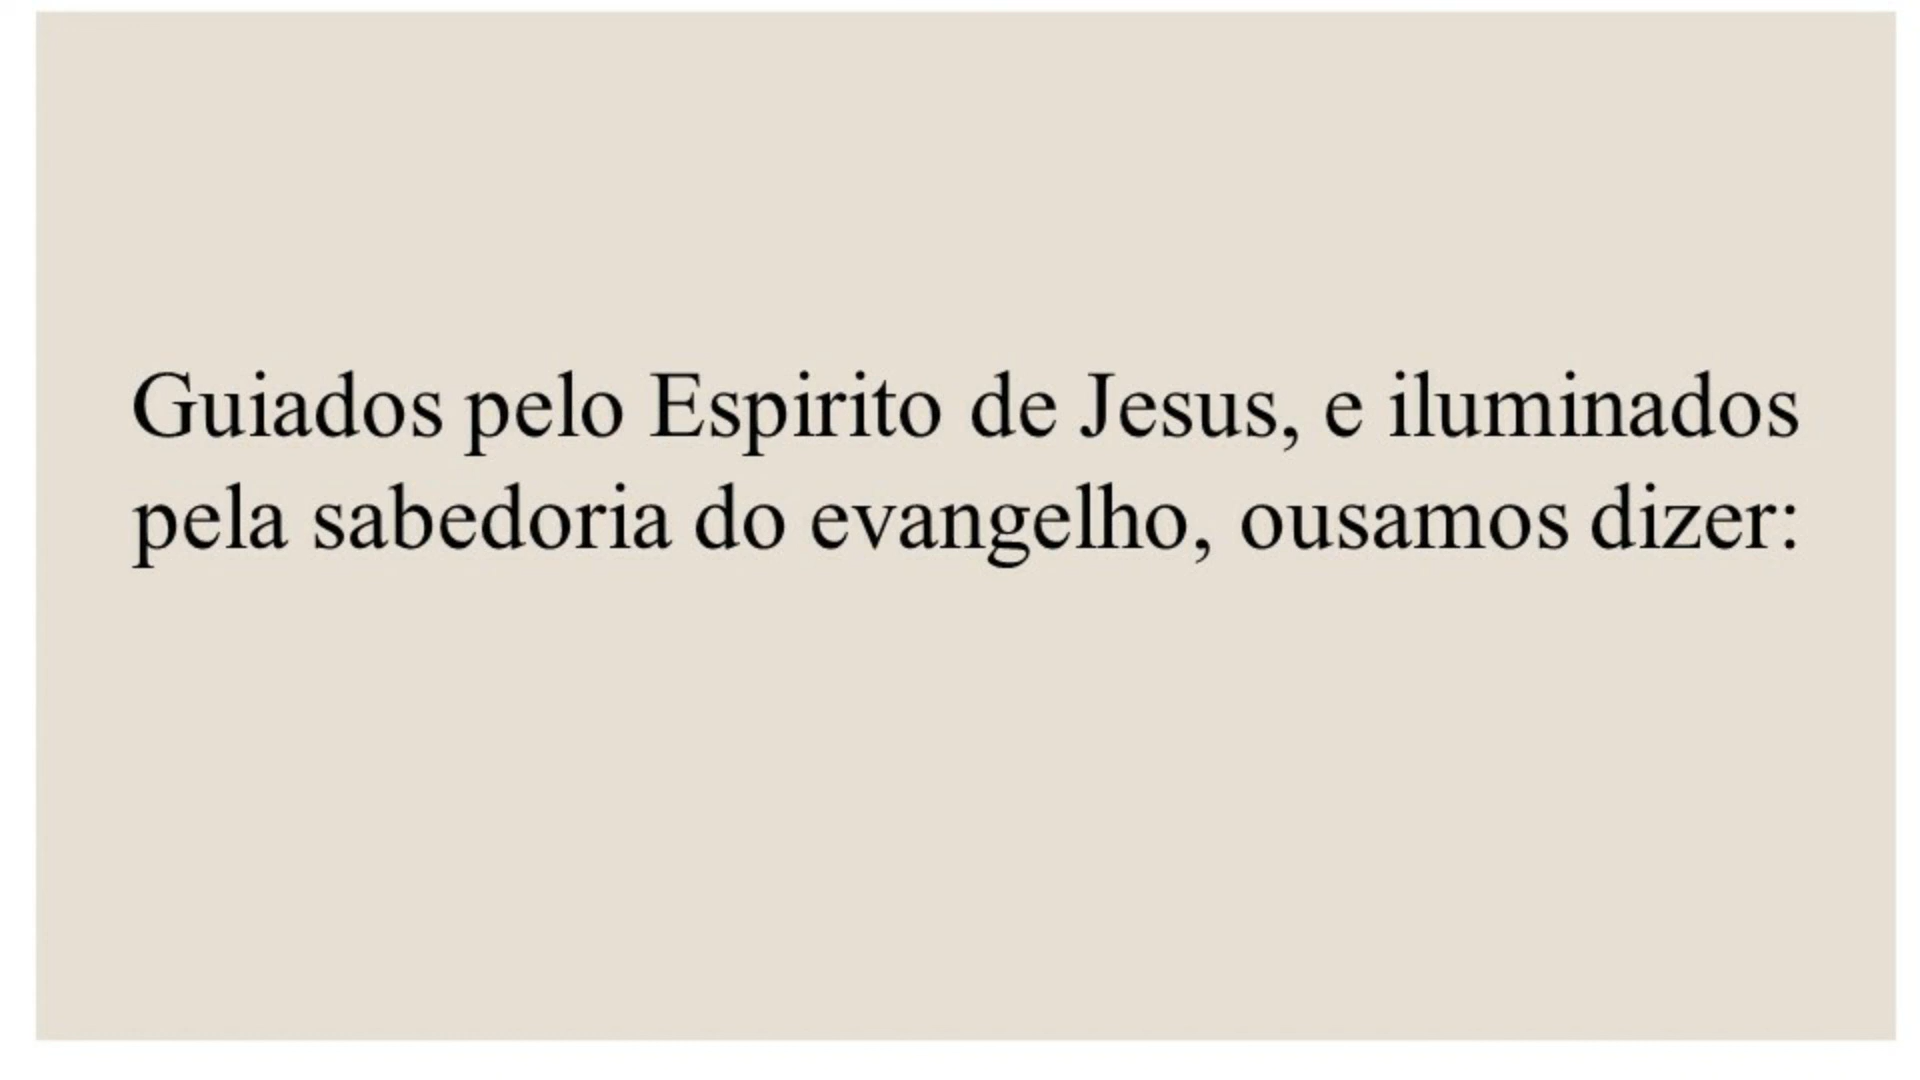 Guiados pelo Espirito de Jesus, e iluminados
pela sabedoria do evangelho, ousamos dizer: